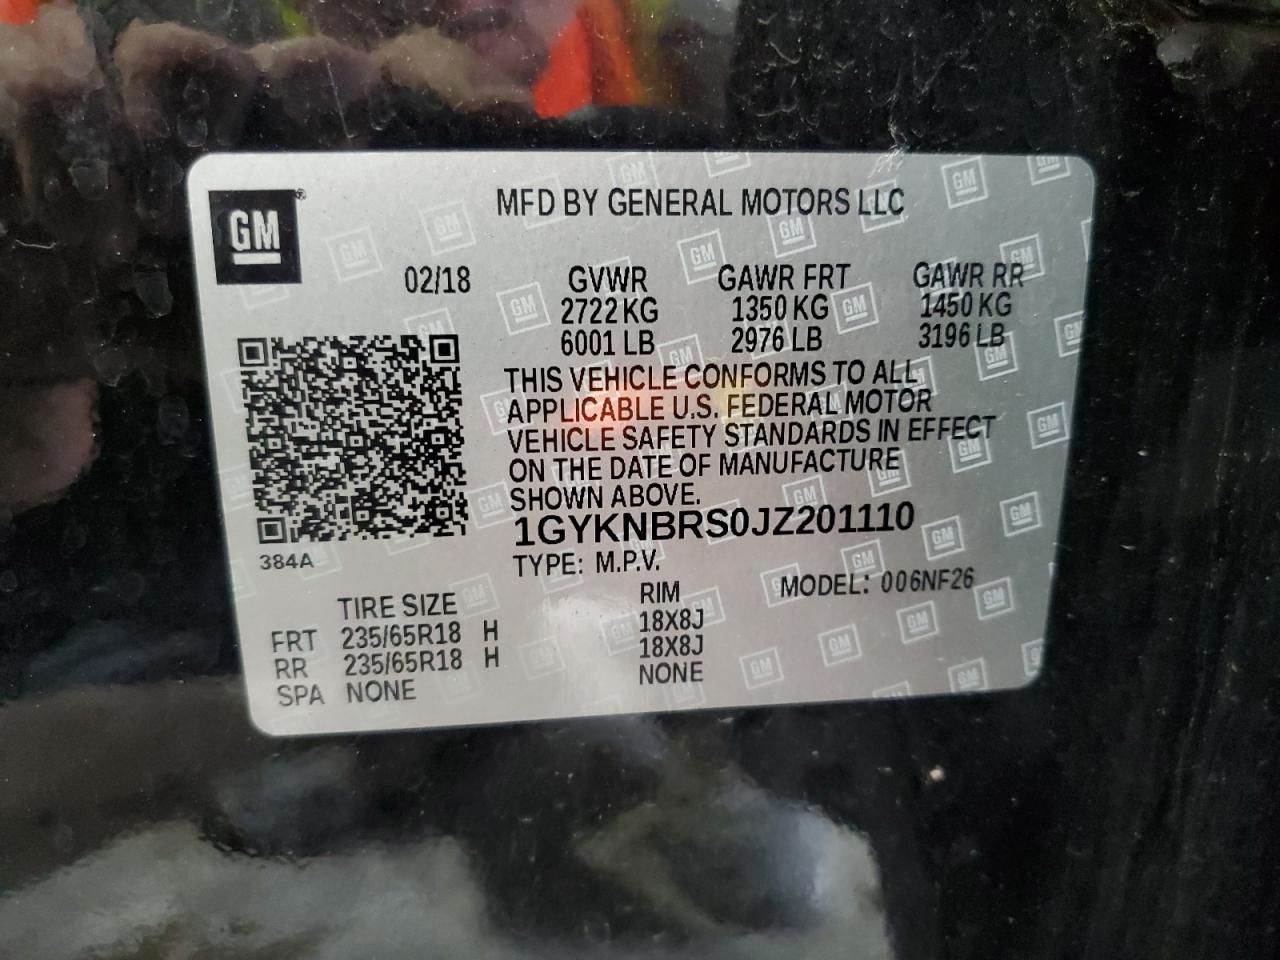 GM®
MFD BY GENERAL MOTORS LLC
02/18 GVWR GAWR FRT GAWR RR
2722 KG 1350 KG 1450 KG
6001 LB 2976 LB 3196 LB
THIS VEHICLE CONFORMS TO ALL
APPLICABLE U.S. FEDERAL MOTOR
VEHICLE SAFETY STANDARDS IN EFFECT
ON THE DATE OF MANUFACTURE
SHOWN ABOVE.
1GYKNBRS0JZ201110
384A
TYPE: M.P.V. MODEL: 006NF26
TIRE SIZE RIM
FRT 235/65R18 H 18X8J
RR 235/65R18 H 18X8J
SPA NONE NONE